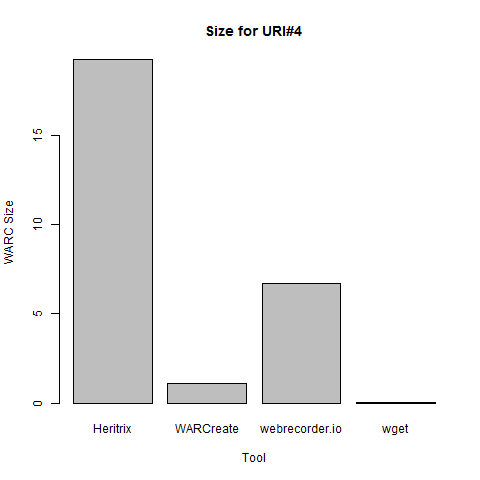 Size for URI#4
WARC Size
15
10
5
0
Heritrix WARCreate webrecorder.io wget
Tool